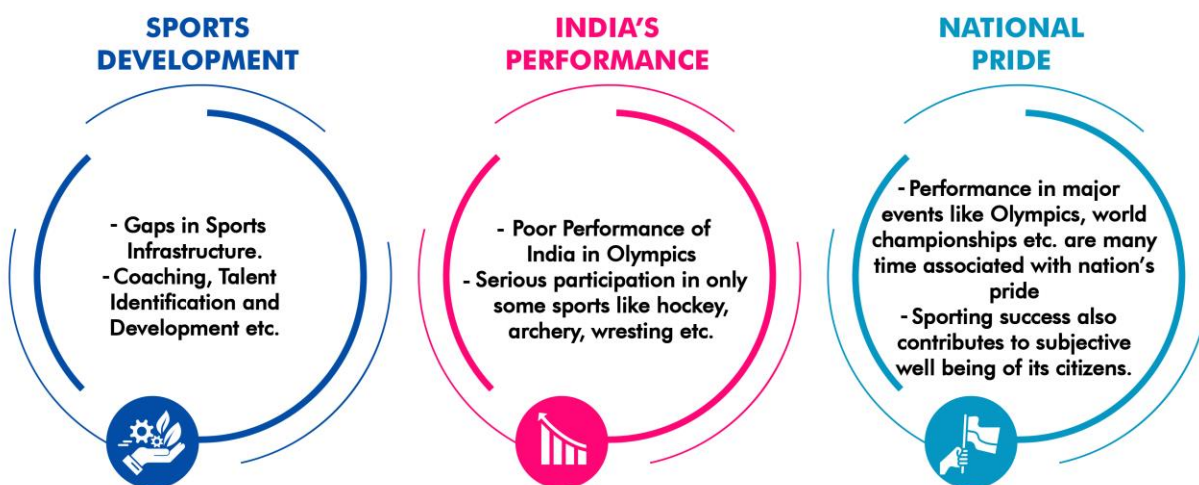 SPORTS
DEVELOPMENT
- Gaps in Sports
Infrastructure.
- Coaching, Talent
Identification and
Development etc.
INDIA'S
PERFORMANCE
- Poor Performance of
India in Olympics
- Serious participation in only
some sports like hockey,
archery, wresting etc.
NATIONAL
PRIDE
- Performance in major
events like Olympics, world
championships etc. are many
time associated with nation's
pride
- Sporting success also
contributes to subjective
well being of its citizens.